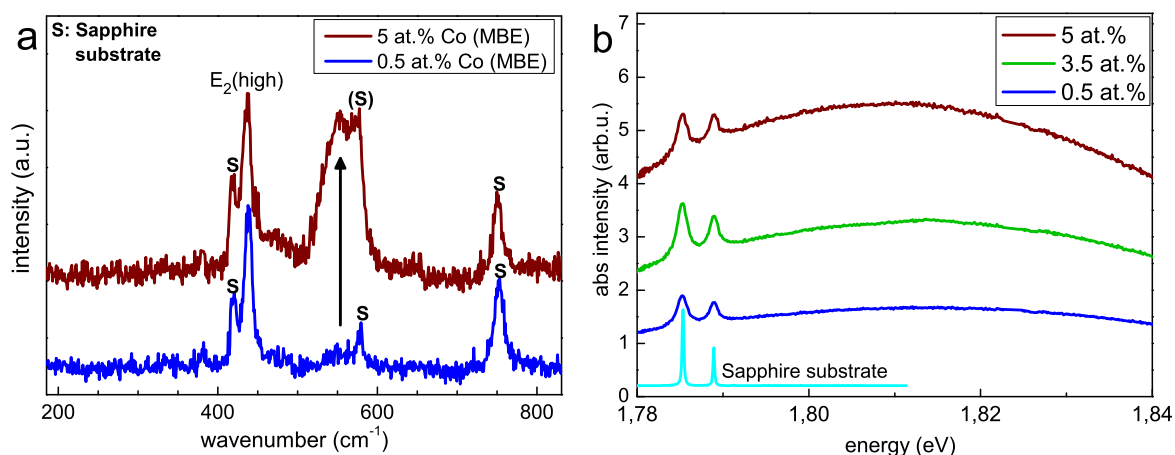 a
S: Sapphire
substrate
5 at.% Co (MBE)
0.5 at.% Co (MBE)
E₂(high)
(S)
S
S
S
S
S
intensity (a.u.)
200 400 600 800
wavenumber (cm⁻¹)
b
5 at.%
3.5 at.%
0.5 at.%
7
6
5
4
3
2
1
0
abs intensity (arb.u.)
Sapphire substrate
1,78 1,80 1,82 1,84
energy (eV)